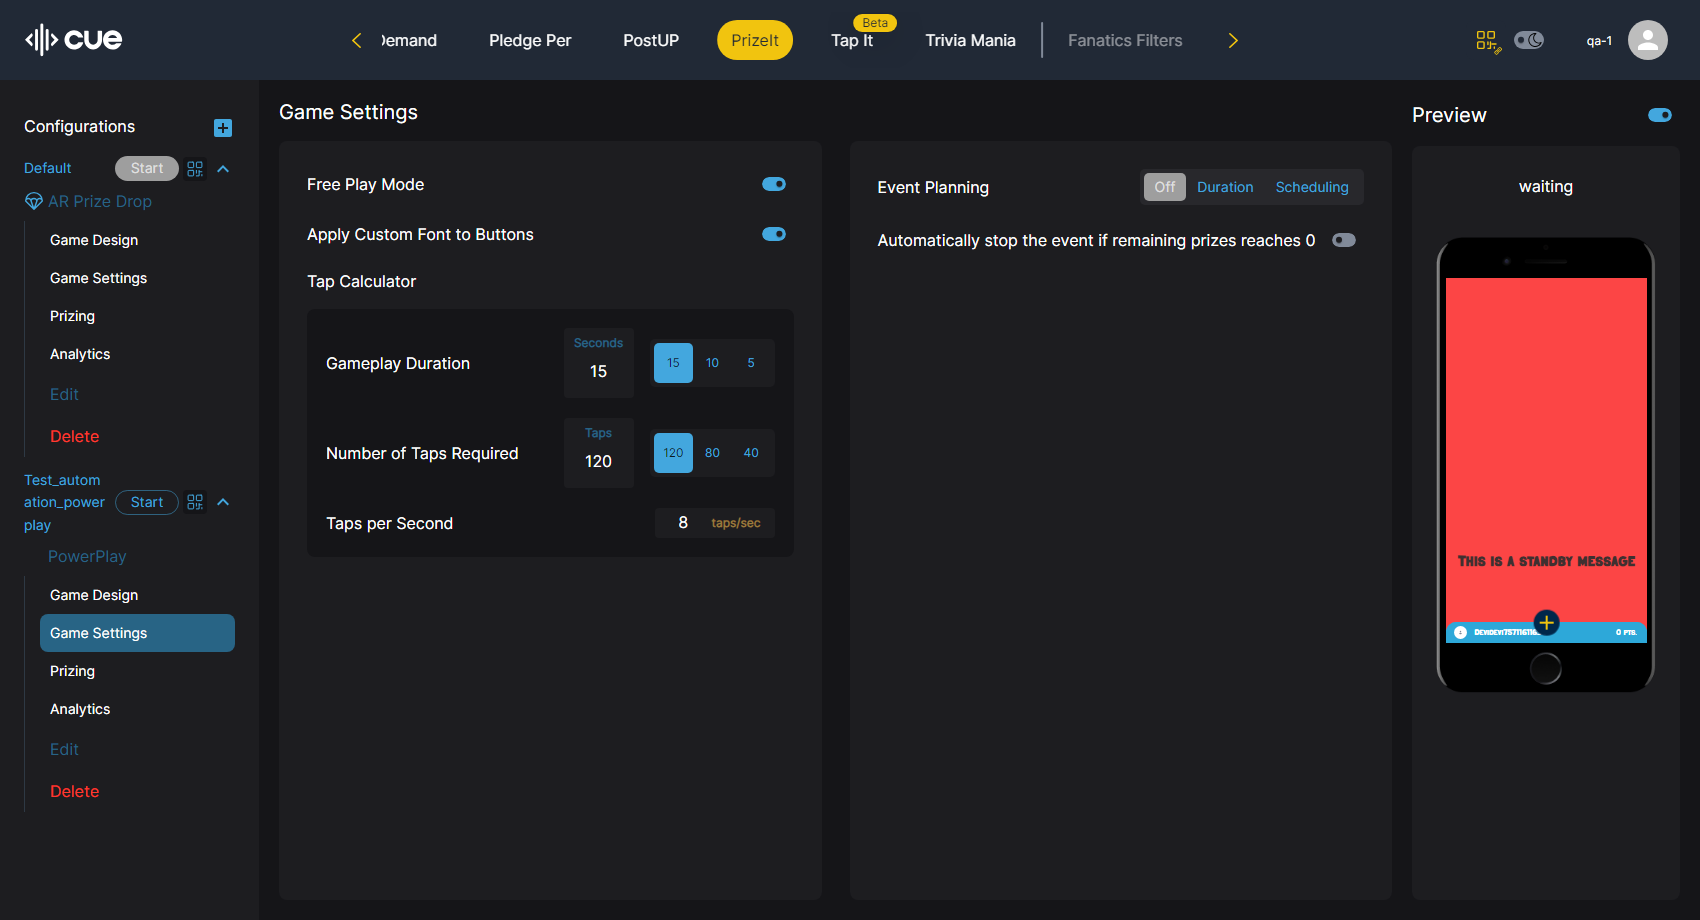 cue
Pledge Per
PostUP
PrizeIt
Beta
Tap It
Trivia Mania
Fanatics Filters
qa-1
Configurations
Default
Start
AR Prize Drop
Game Design
Game Settings
Prizing
Analytics
Edit
Delete
Test_autom
ation_power
play
Start
PowerPlay
Game Design
Game Settings
Prizing
Analytics
Edit
Delete
Game Settings
Free Play Mode
Apply Custom Font to Buttons
Tap Calculator
Gameplay Duration
Seconds
15
15 10 5
Number of Taps Required
Taps
120
120 80 40
Taps per Second
8 taps/sec
Event Planning
Off Duration Scheduling
Automatically stop the event if remaining prizes reaches 0
Preview
waiting
This is a standby message
0 pts.